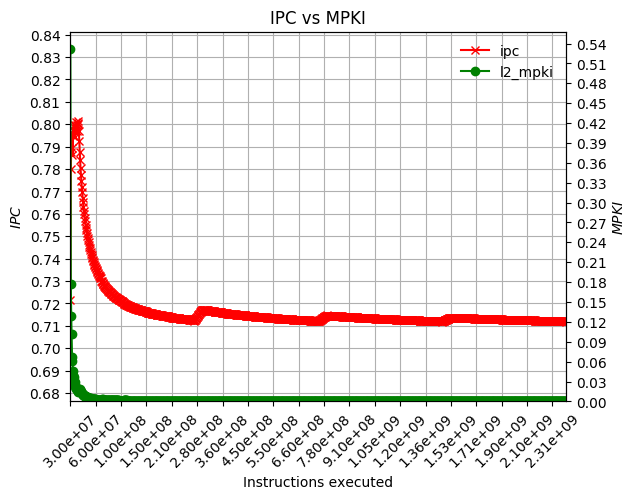 IPC vs MPKI
ipc
l2_mpki
0.84
0.83
0.82
0.81
0.80
0.79
0.78
0.77
0.76
0.75
0.74
0.73
0.72
0.71
0.70
0.69
0.68
IPC
0.54
0.51
0.48
0.45
0.42
0.39
0.36
0.33
0.30
0.27
0.24
0.21
0.18
0.15
0.12
0.09
0.06
0.03
0.00
MPKI
3.00e+07
6.00e+07
1.00e+08
1.50e+08
2.10e+08
2.80e+08
3.60e+08
4.50e+08
5.50e+08
6.60e+08
7.80e+08
9.10e+08
1.05e+09
1.20e+09
1.36e+09
1.53e+09
1.71e+09
1.90e+09
2.10e+09
2.31e+09
Instructions executed